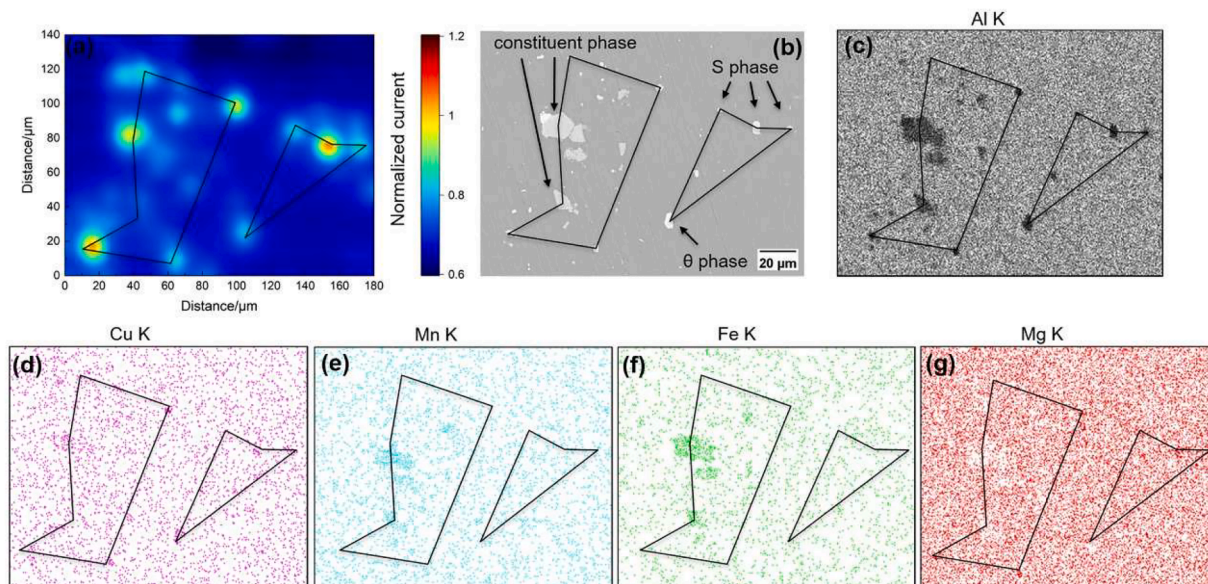 (a)
140
120
100
80
60
40
20
0
0 20 40 60 80 100 120 140 160 180
Distance/µm
Distance/µm
Normalized current
1.2
1
0.8
0.6
(b)
constituent phase
S phase
θ phase
20 µm
Al K
(c)
Cu K
(d)
Mn K
(e)
Fe K
(f)
Mg K
(g)